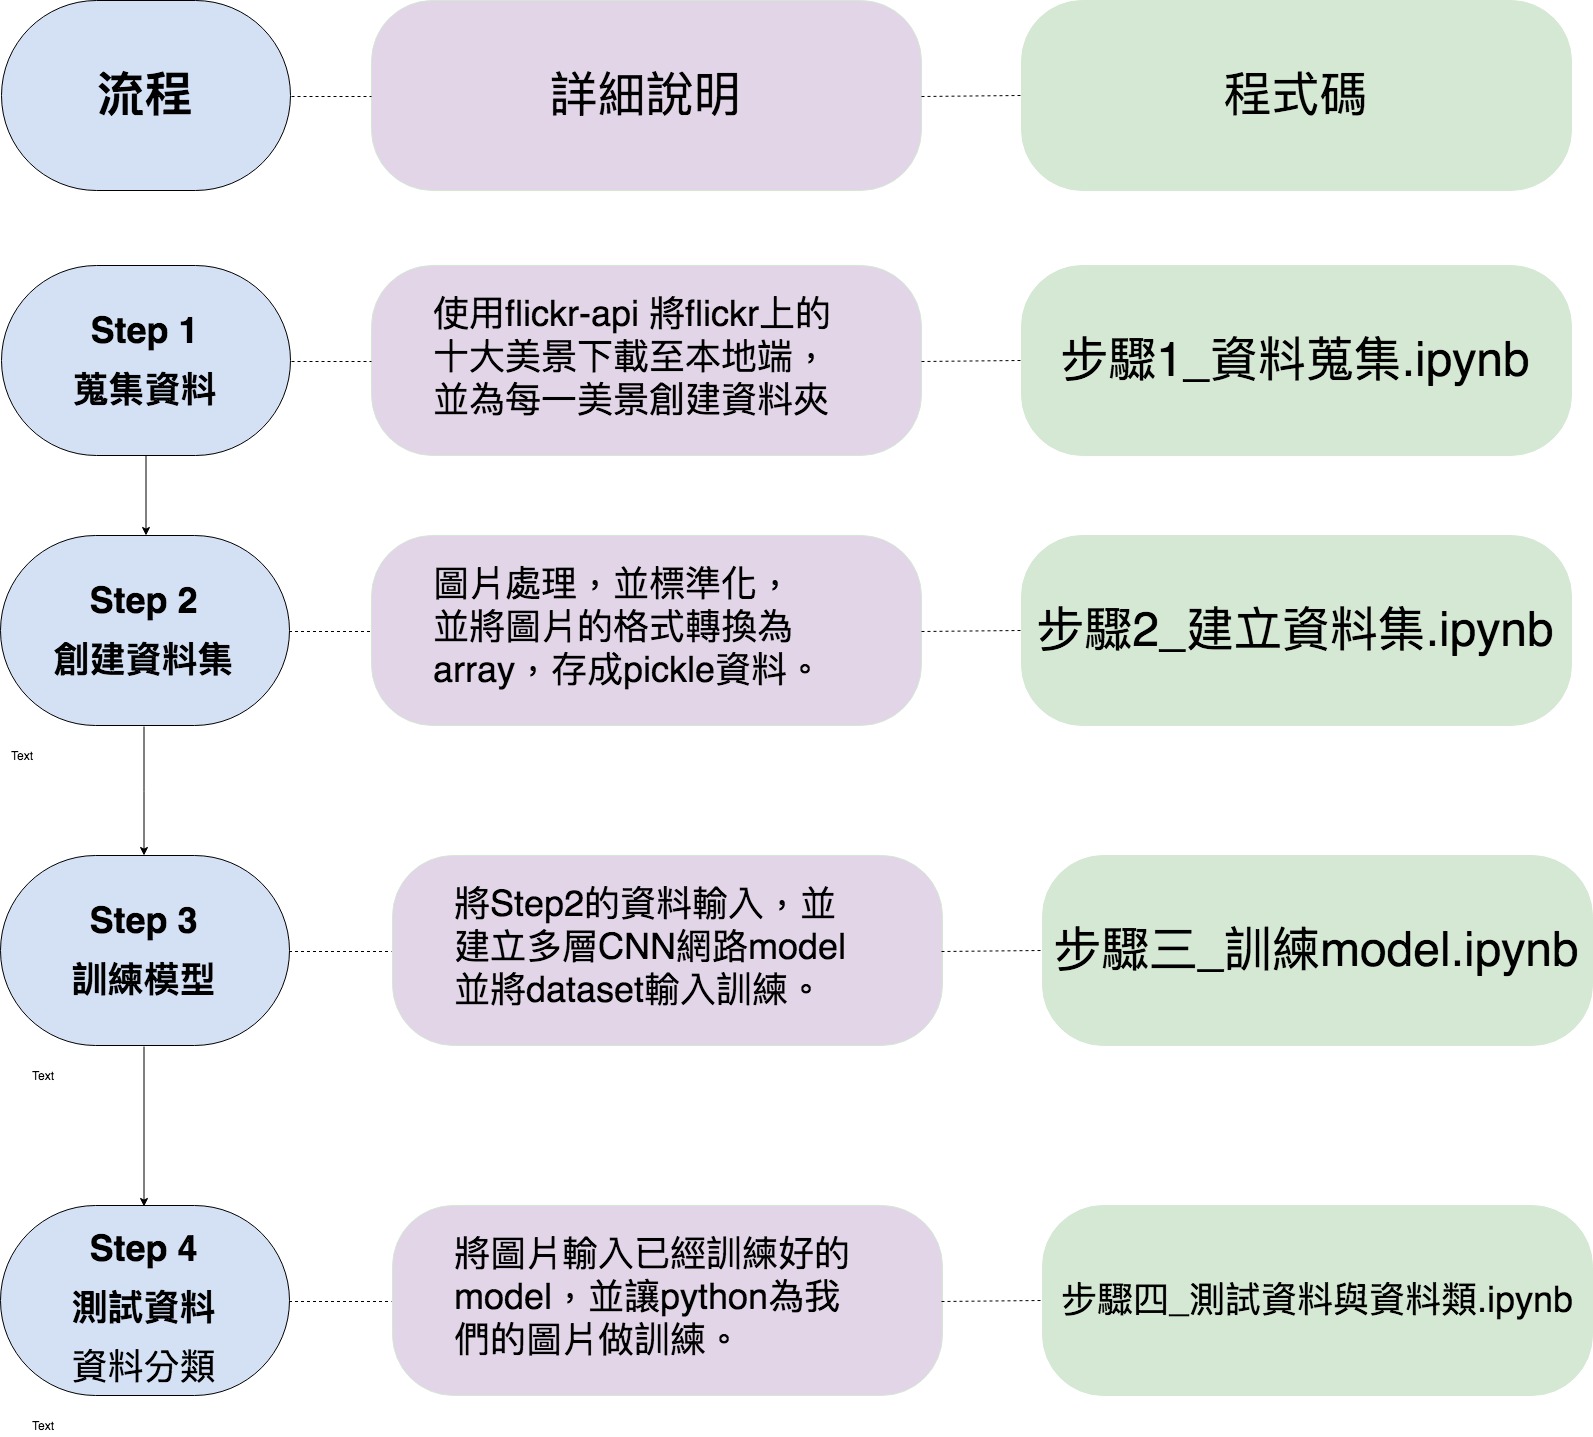 流程
詳細說明
程式碼
Step 1
蒐集資料
使用flickr-api 將flickr上的
十大美景下載至本地端，
並為每一美景創建資料夾
步驟1_資料蒐集.ipynb
Step 2
創建資料集
圖片處理，並標準化，
並將圖片的格式轉換為
array，存成pickle資料。
步驟2_建立資料集.ipynb
Text
Step 3
訓練模型
將Step2的資料輸入，並
建立多層CNN網路model
並將dataset輸入訓練。
步驟三_訓練model.ipynb
Text
Step 4
測試資料
資料分類
將圖片輸入已經訓練好的
model，並讓python為我
們的圖片做訓練。
步驟四_測試資料與資料類.ipynb
Text